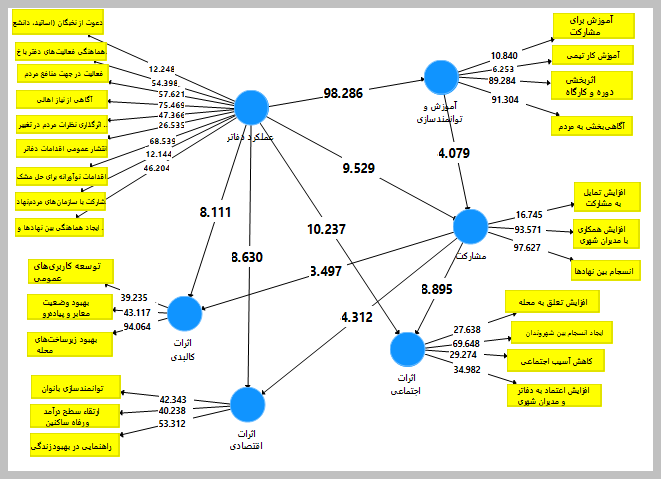 دعوت از نخبگان (اساتید، دانشج
هماهنگی فعالیت‌های دفتر با خ
فعالیت در جهت منافع مردم
آگاهی از نیاز اهالی
اثرگذاری نظرات مردم در تغییر
انتشار عمومی اقدامات دفاتر
اقدامات نوآورانه برای حل مشک
شارکت با سازمان‌های مردم‌نهاد
ایجاد هماهنگی بین نهادها و
12.248
54.398
57.621
75.469
47.366
26.535
68.539
12.144
46.204
عملکرد دفاتر
98.286
آموزش و
توانمندسازی
10.840
6.253
89.284
91.304
آموزش برای
مشارکت
آموزش کار تیمی
اثربخشی
دوره و کارگاه
آگاهی‌بخشی به مردم
4.079
9.529
8.111
8.630
10.237
3.497
4.312
8.895
مشارکت
16.745
93.571
97.627
افزایش تمایل
به مشارکت
افزایش همکاری
با مدیران شهری
انسجام بین نهادها
توسعه کاربری‌های
عمومی
بهبود وضعیت
معابر و پیاده‌رو
بهبود زیرساخت‌های
محله
39.235
43.117
94.064
اثرات
کالبدی
افزایش تعلق به محله
ایجاد انسجام بین شهروندان
کاهش آسیب اجتماعی
افزایش اعتماد به دفاتر
و مدیران شهری
27.638
69.648
29.274
34.982
اثرات
اجتماعی
توانمندسازی بانوان
ارتقاء سطح درآمد
ورفاه ساکنین
راهنمایی در بهبودزندگی
42.343
40.238
53.312
اثرات
اقتصادی